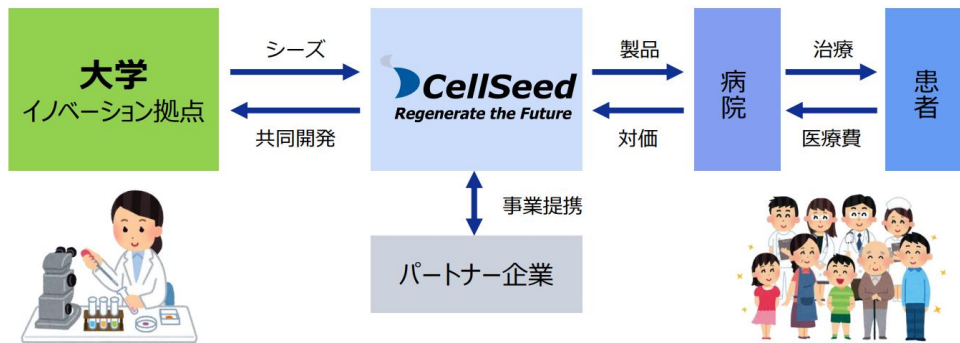 大学
イノベーション拠点
シーズ
共同開発
CellSeed
Regenerate the Future
製品
対価
病院
治療
医療費
患者
事業提携
パートナー企業